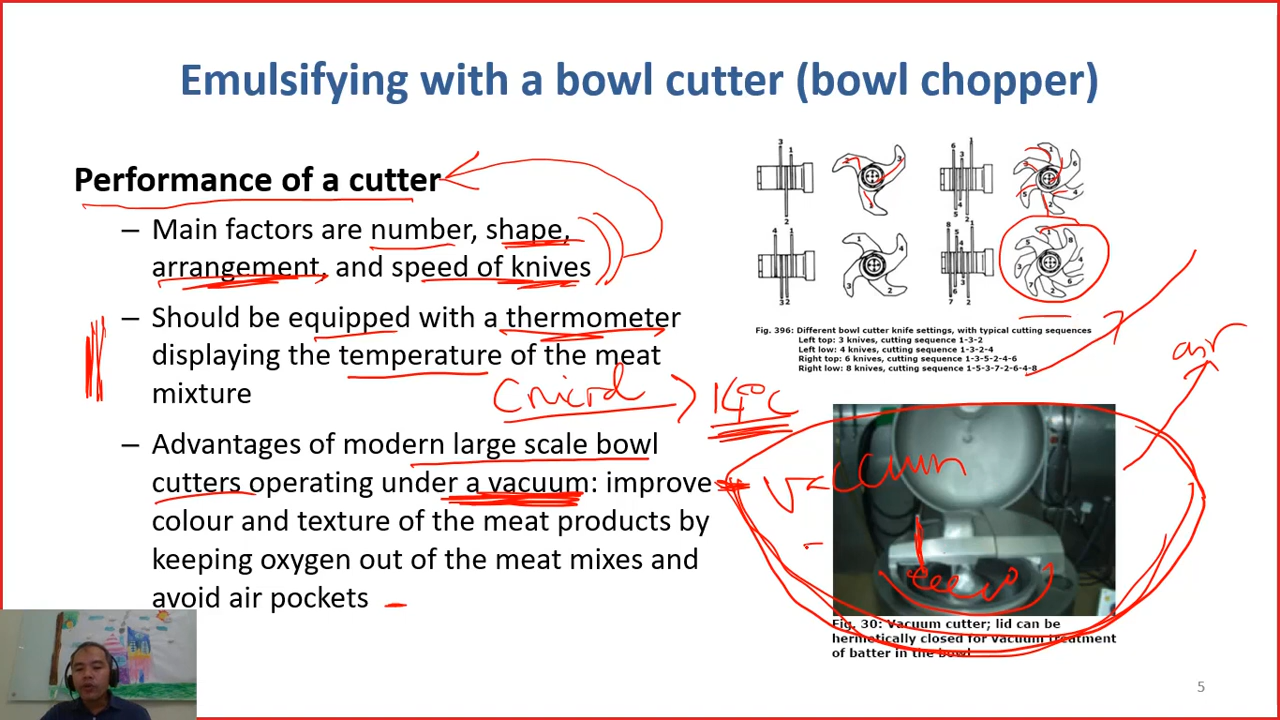 Emulsifying with a bowl cutter (bowl chopper)
Performance of a cutter
– Main factors are number, shape,
arrangement, and speed of knives
– Should be equipped with a thermometer
displaying the temperature of the meat
mixture
– Advantages of modern large scale bowl
cutters operating under a vacuum: improve
colour and texture of the meat products by
keeping oxygen out of the meat mixes and
avoid air pockets
14°C
vaccum
air
Fig. 396: Different bowl cutter knife settings, with typical cutting sequences
Left top: 3 knives, cutting sequence 1-3-2
Left low: 4 knives, cutting sequence 1-3-2-4
Right top: 6 knives, cutting sequence 1-3-5-2-4-6
Right low: 8 knives, cutting sequence 1-5-3-7-2-6-4-8
Fig. 30: Vacuum cutter; lid can be
hermetically closed for vacuum treatment
of batter in the bowl
5